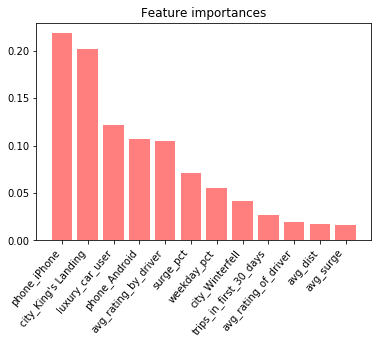 Feature importances
0.20
0.15
0.10
0.05
0.00
phone_iPhone
city_King's Landing
luxury_car_user
phone_Android
avg_rating_by_driver
surge_pct
weekday_pct
city_Winterfell
trips_in_first_30_days
avg_rating_of_driver
avg_dist
avg_surge